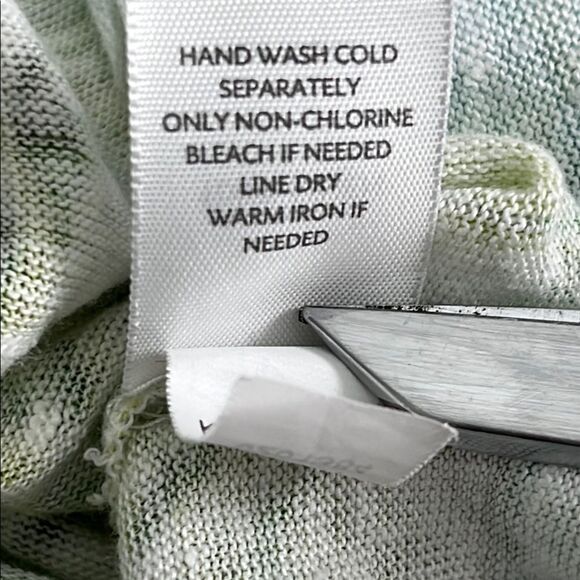 HAND WASH COLD
SEPARATELY
ONLY NON-CHLORINE
BLEACH IF NEEDED
LINE DRY
WARM IRON IF
NEEDED